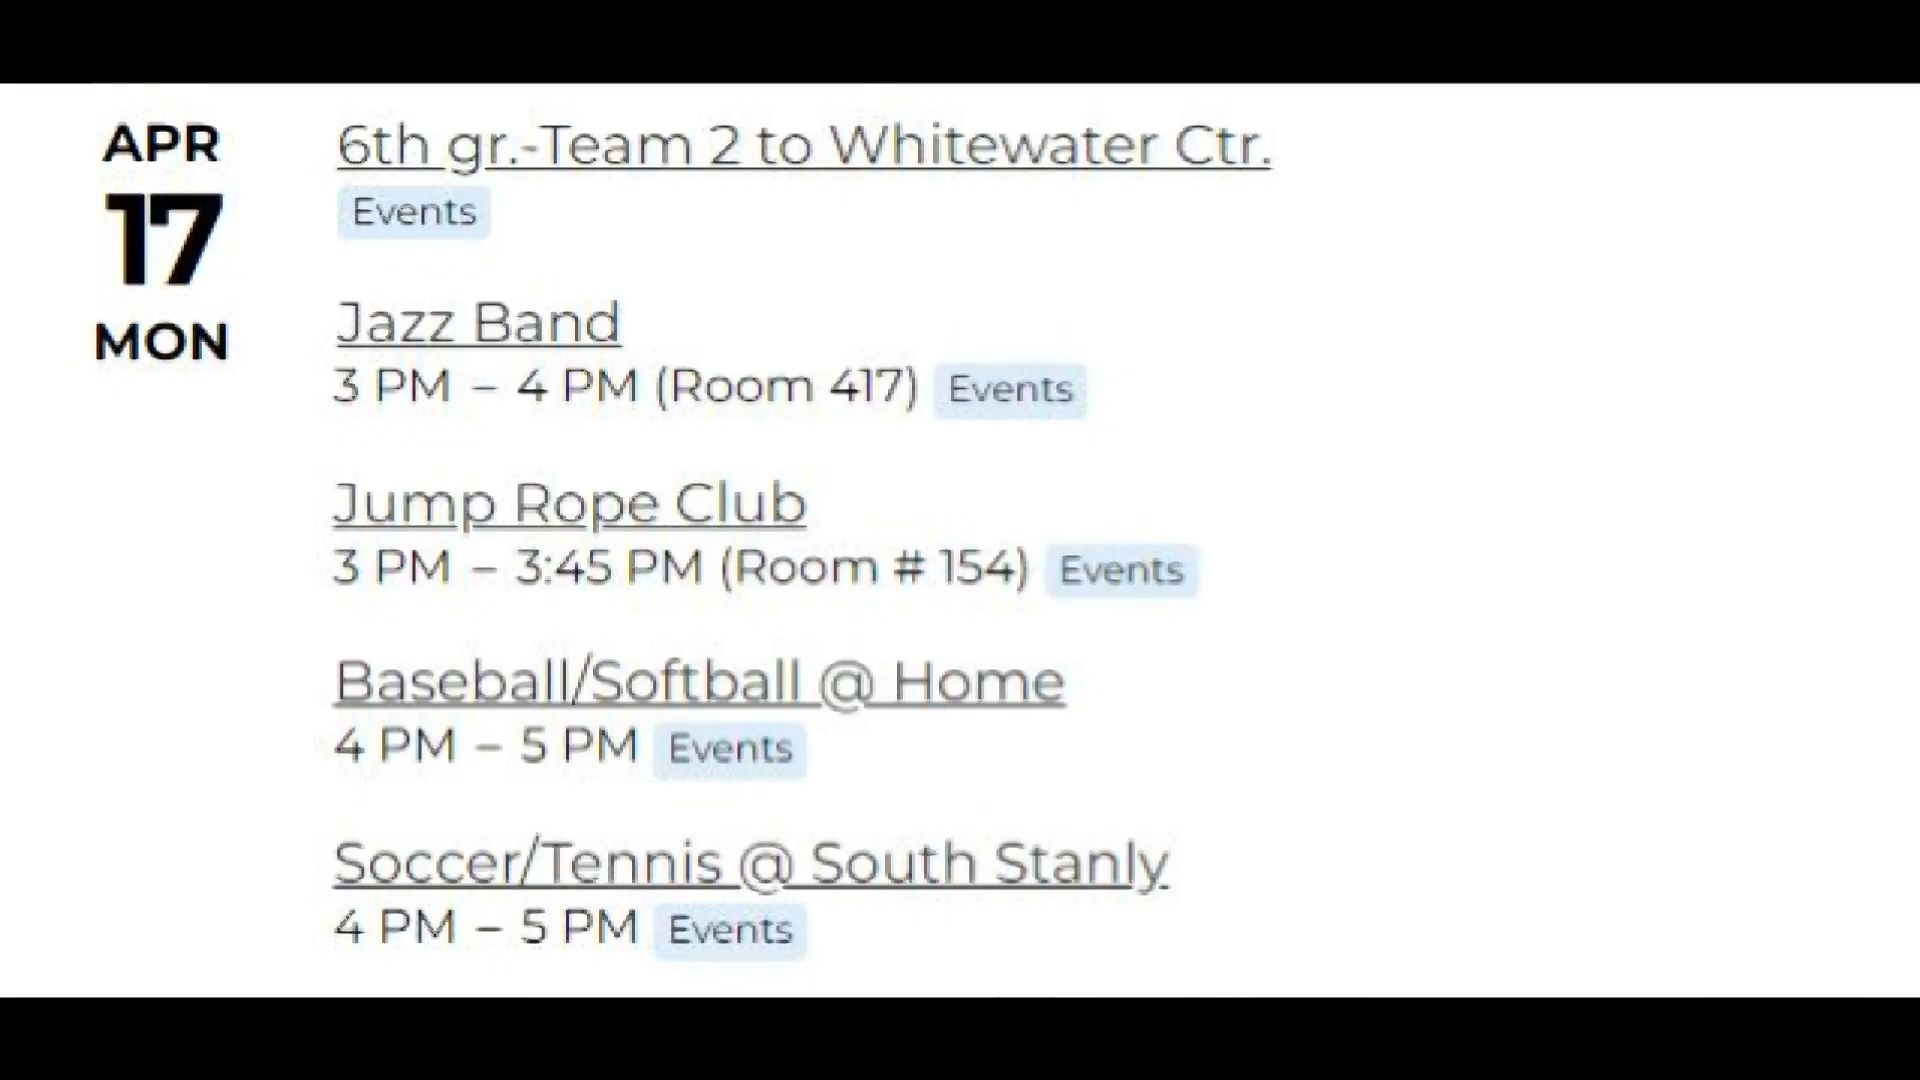 APR
17
MON
6th gr.-Team 2 to Whitewater Ctr.
Events
Jazz Band
3 PM – 4 PM (Room 417) Events
Jump Rope Club
3 PM – 3:45 PM (Room # 154) Events
Baseball/Softball @ Home
4 PM – 5 PM Events
Soccer/Tennis @ South Stanly
4 PM – 5 PM Events